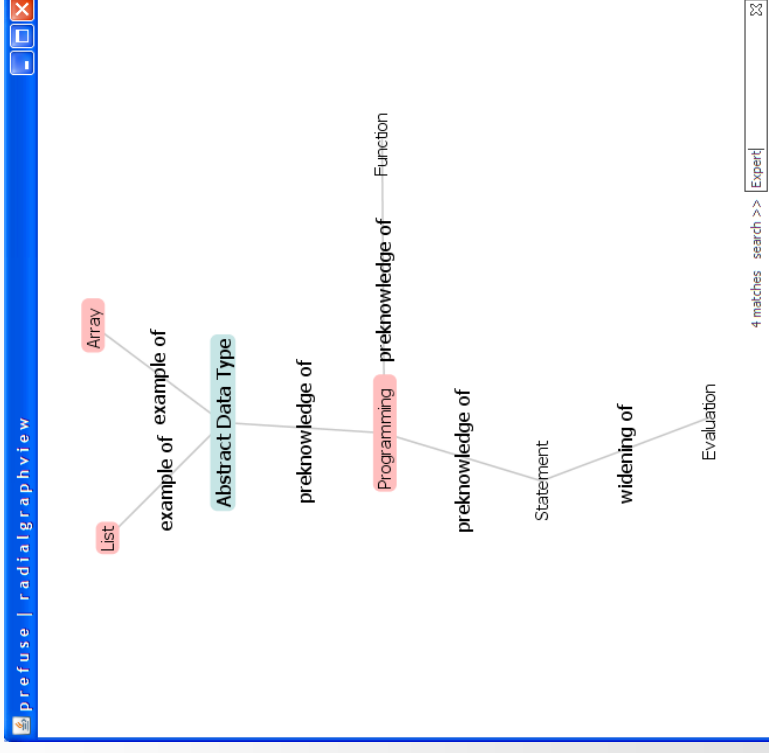 prefuse | radialgraphview
List Array
example of example of
Abstract Data Type
preknowledge of
Programming preknowledge of Function
preknowledge of
Statement
widening of
Evaluation
4 matches search >> Expert